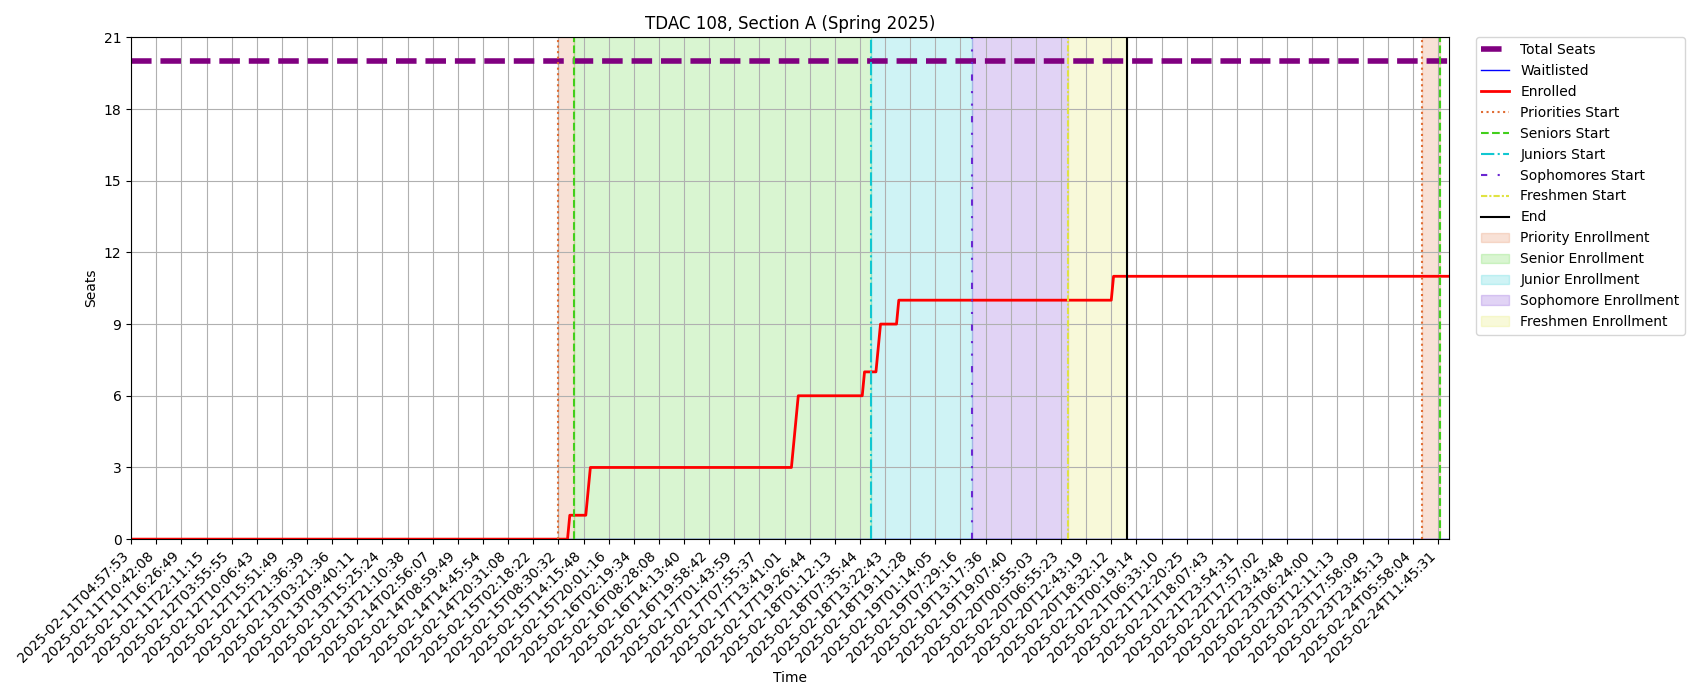 TDAC 108, Section A (Spring 2025)
21
18
15
12
9
6
3
0
Seats
2025-02-11T04:57:53
2025-02-11T10:42:08
2025-02-11T16:26:49
2025-02-11T22:11:15
2025-02-12T03:55:55
2025-02-12T10:06:43
2025-02-12T15:51:49
2025-02-12T21:36:39
2025-02-13T03:21:36
2025-02-13T09:40:11
2025-02-13T15:25:24
2025-02-13T21:10:38
2025-02-14T02:56:07
2025-02-14T08:59:49
2025-02-14T14:45:54
2025-02-14T20:31:08
2025-02-15T02:18:22
2025-02-15T08:30:32
2025-02-15T14:15:48
2025-02-15T20:01:16
2025-02-16T02:19:34
2025-02-16T08:28:08
2025-02-16T14:13:40
2025-02-16T19:58:42
2025-02-17T01:43:59
2025-02-17T07:55:37
2025-02-17T13:41:01
2025-02-17T19:26:44
2025-02-18T01:12:13
2025-02-18T07:35:44
2025-02-18T13:22:43
2025-02-18T19:11:28
2025-02-19T01:14:05
2025-02-19T07:29:16
2025-02-19T13:17:36
2025-02-19T19:07:40
2025-02-20T00:55:03
2025-02-20T06:55:23
2025-02-20T12:43:19
2025-02-20T18:32:12
2025-02-21T00:19:14
2025-02-21T06:33:10
2025-02-21T12:20:25
2025-02-21T18:07:43
2025-02-21T23:54:31
2025-02-22T17:57:02
2025-02-22T23:43:48
2025-02-23T06:24:00
2025-02-23T12:11:13
2025-02-23T17:58:09
2025-02-23T23:45:13
2025-02-24T05:58:04
2025-02-24T11:45:31
Time
Total Seats
Waitlisted
Enrolled
Priorities Start
Seniors Start
Juniors Start
Sophomores Start
Freshmen Start
End
Priority Enrollment
Senior Enrollment
Junior Enrollment
Sophomore Enrollment
Freshmen Enrollment